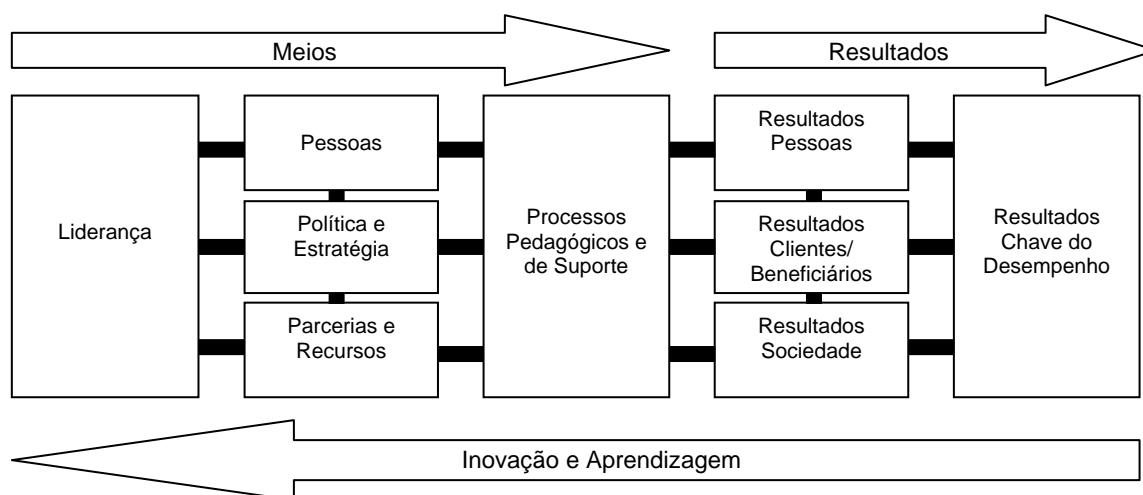 Meios
Resultados
Liderança
Pessoas
Política e
Estratégia
Parcerias e
Recursos
Processos
Pedagógicos e
de Suporte
Resultados
Pessoas
Resultados
Clientes/
Beneficiários
Resultados
Sociedade
Resultados
Chave do
Desempenho
Inovação e Aprendizagem